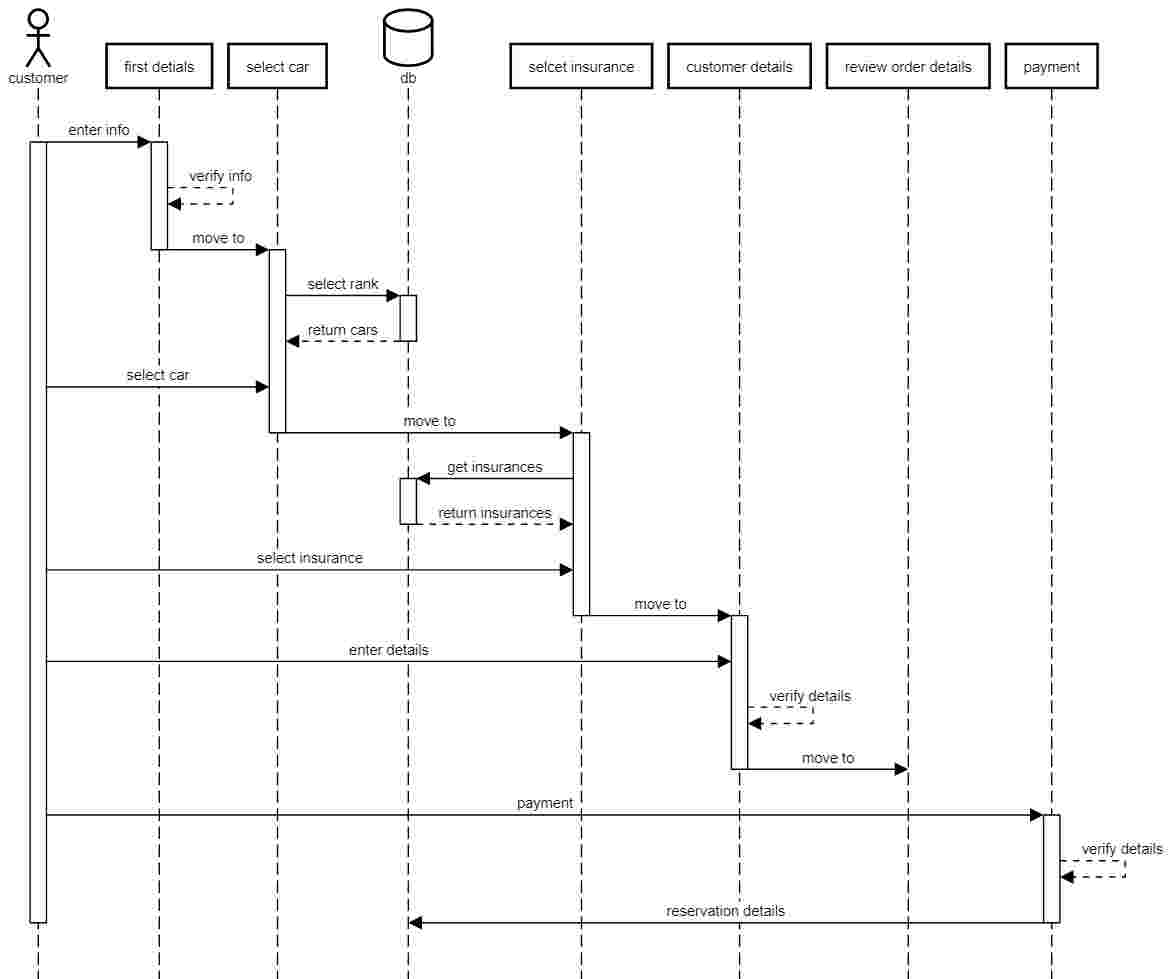 customer
first detials
select car
db
selcet insurance
customer details
review order details
payment
enter info
verify info
move to
select rank
return cars
select car
move to
get insurances
return insurances
select insurance
move to
enter details
verify details
move to
payment
verify details
reservation details